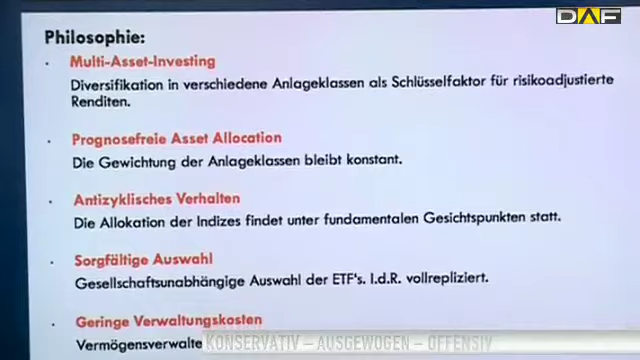 DAF
Philosophie:
· Multi-Asset-Investing
Diversifikation in verschiedene Anlageklassen als Schlüsselfaktor für risikoadjustierte
Renditen.
· Prognosefreie Asset Allocation
Die Gewichtung der Anlageklassen bleibt konstant.
· Antizyklisches Verhalten
Die Allokation der Indizes findet unter fundamentalen Gesichtspunkten statt.
· Sorgfältige Auswahl
Gesellschaftsunabhängige Auswahl der ETF's. I.d.R. vollrepliziert.
· Geringe Verwaltungskosten
Vermögensverwalte
KONSERVATIV – AUSGEWOGEN – OFFENSIV